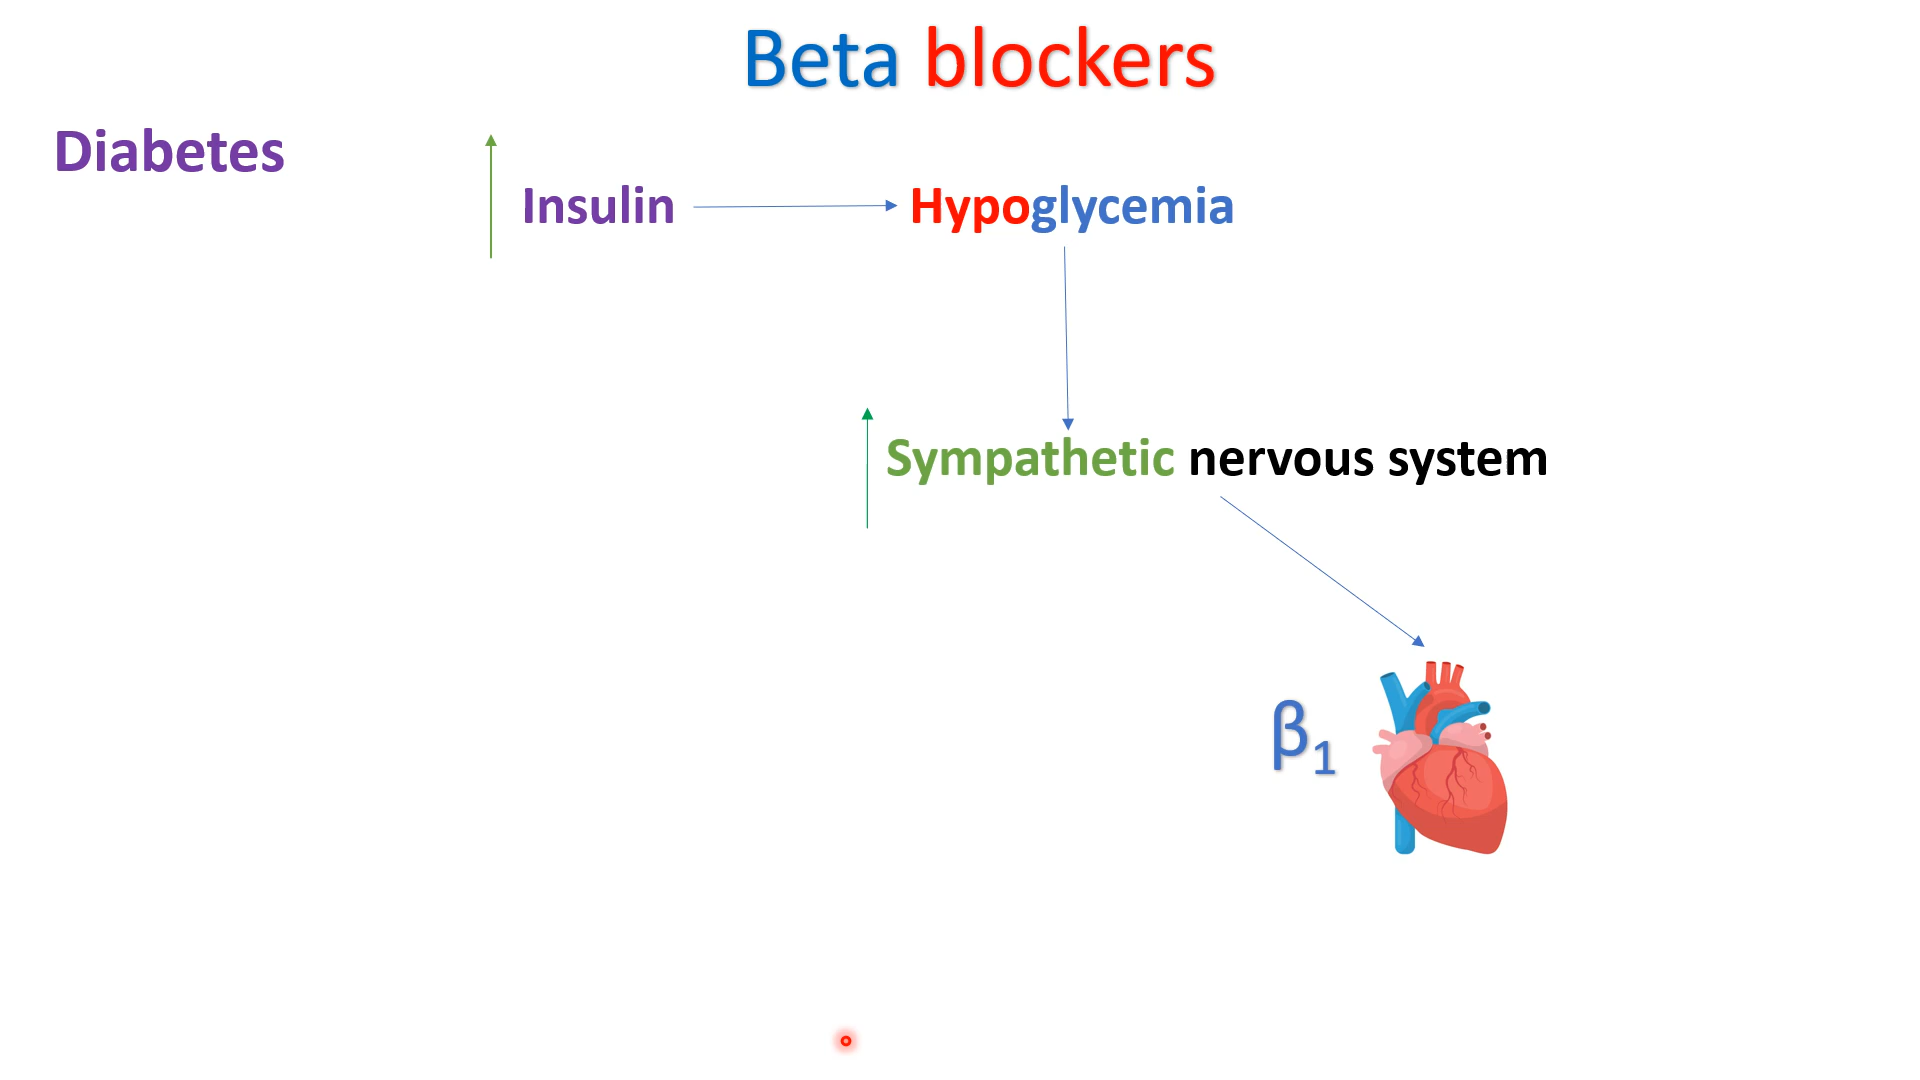 Beta blockers
Diabetes
Insulin
Hypoglycemia
Sympathetic nervous system
β₁